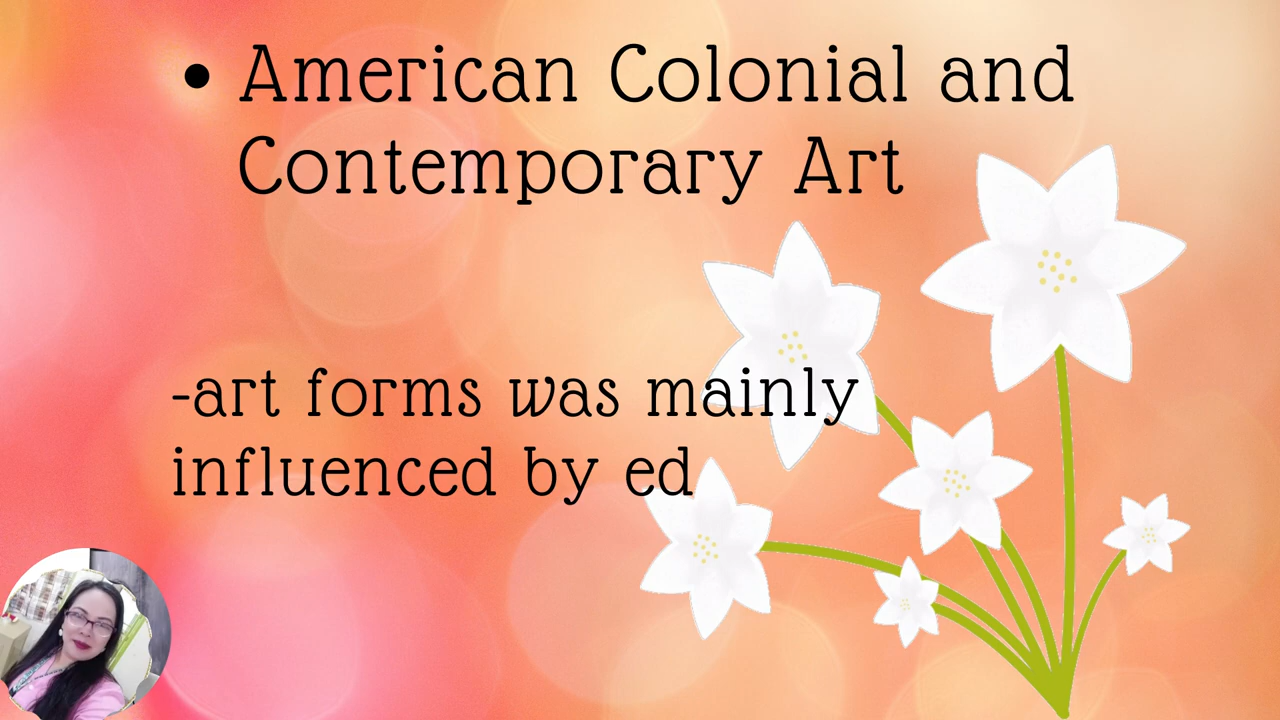 • American Colonial and
Contemporary Art
-art forms was mainly
influenced by ed